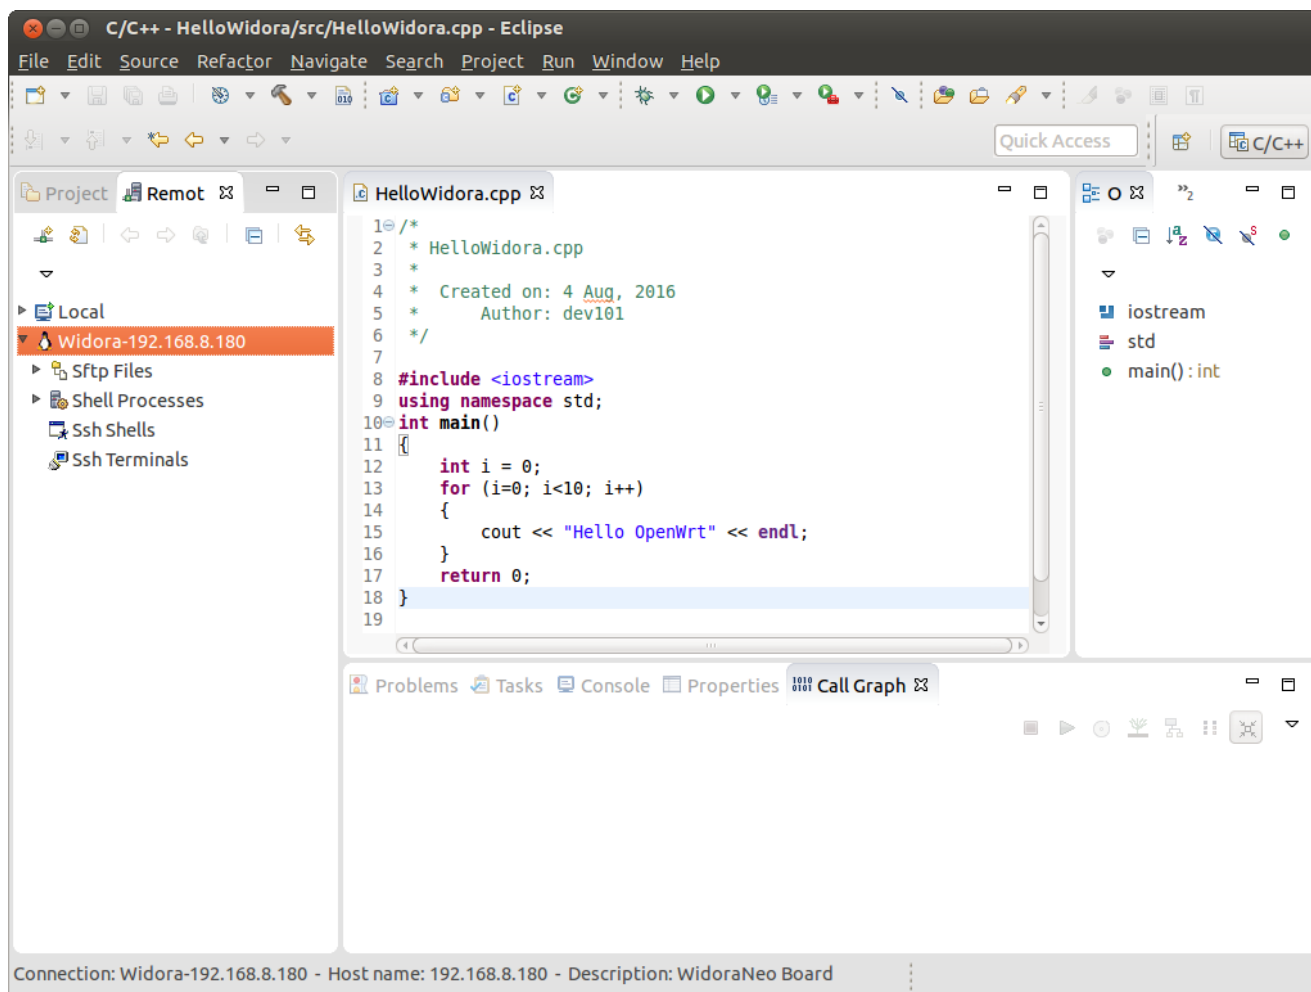 C/C++ - HelloWidora/src/HelloWidora.cpp - Eclipse
File Edit Source Refactor Navigate Search Project Run Window Help
Quick Access
C/C++
Project
Remot
HelloWidora.cpp
O
»2
Local
Widora-192.168.8.180
Sftp Files
Shell Processes
Ssh Shells
Ssh Terminals
1 /*
2  * HelloWidora.cpp
3  *
4  *  Created on: 4 Aug, 2016
5  *      Author: dev101
6  */
7
8 #include <iostream>
9 using namespace std;
10 int main()
11 {
12     int i = 0;
13     for (i=0; i<10; i++)
14     {
15         cout << "Hello OpenWrt" << endl;
16     }
17     return 0;
18 }
19
iostream
std
main() : int
Problems Tasks Console Properties Call Graph
Connection: Widora-192.168.8.180 - Host name: 192.168.8.180 - Description: WidoraNeo Board